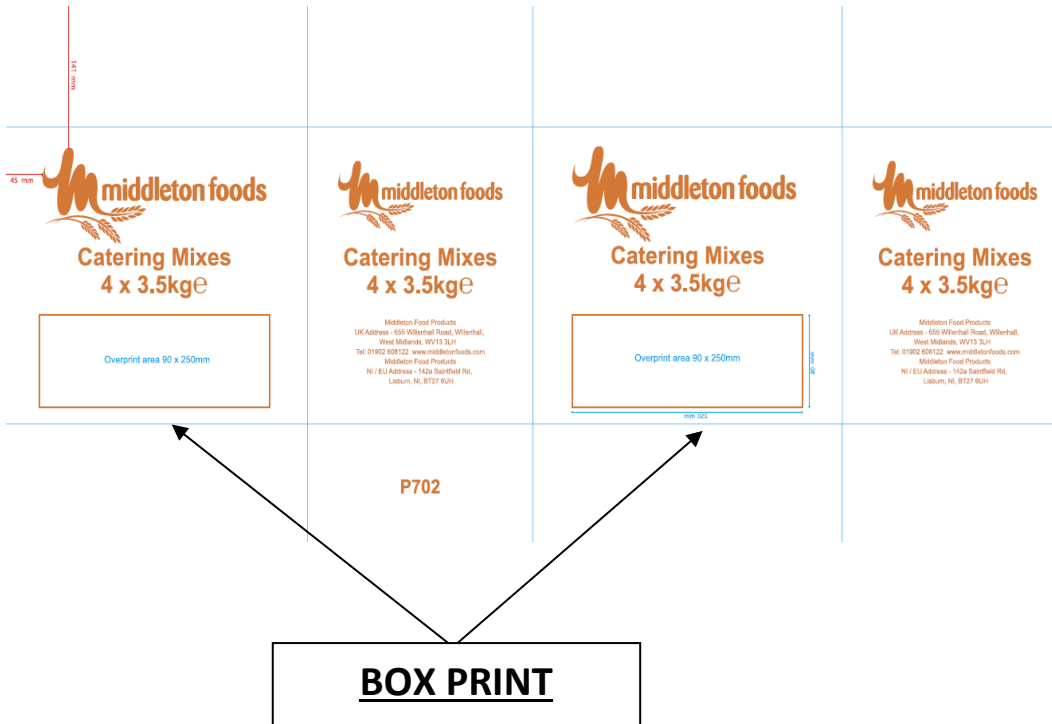 141 mm
45 mm
middleton foods
Catering Mixes
4 x 3.5kg℮
Overprint area 90 x 250mm
middleton foods
Catering Mixes
4 x 3.5kg℮
Middleton Food Products
UK Address - 655 Willenhall Road, Willenhall,
West Midlands, WV13 3LH
Tel: 01902 608122 www.middletonfoods.com
Middleton Food Products
NI / EU Address - 142a Saintfield Rd,
Lisburn, NI, BT27 6UH
middleton foods
Catering Mixes
4 x 3.5kg℮
Overprint area 90 x 250mm
90 mm
mm
middleton foods
Catering Mixes
4 x 3.5kg℮
Middleton Food Products
UK Address - 655 Willenhall Road, Willenhall,
West Midlands, WV13 3LH
Tel: 01902 608122 www.middletonfoods.com
Middleton Food Products
NI / EU Address - 142a Saintfield Rd,
Lisburn, NI, BT27 6UH
P702
BOX PRINT